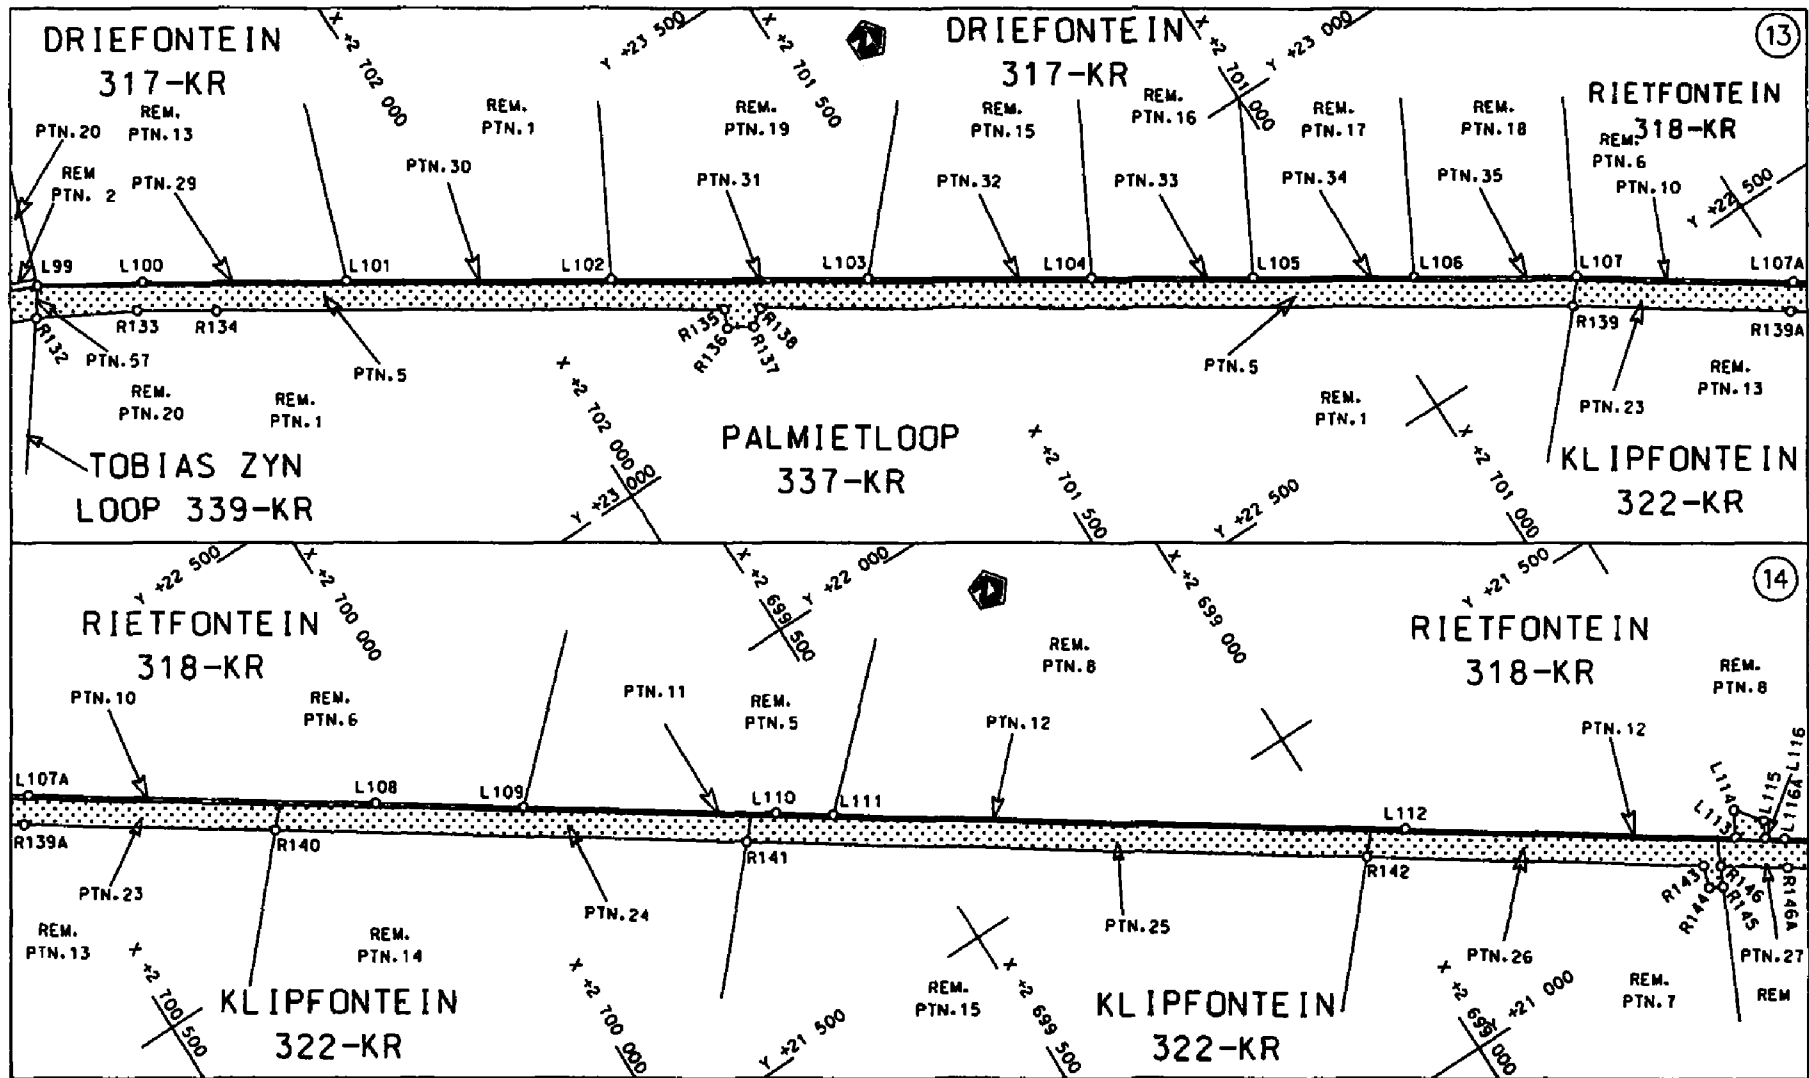 DRIEFONTEIN
317-KR
X +2 702 000
Y +23 500
X +2 701 500
DRIEFONTEIN
317-KR
X +2 701 000
Y +23 000
13
RIETFONTEIN
318-KR
PTN.20
REM.
PTN.13
REM.
PTN.1
REM.
PTN.19
REM.
PTN.15
REM.
PTN.16
REM.
PTN.17
REM.
PTN.18
REM.
PTN.6
REM
PTN. 2
PTN.29
PTN.30
PTN.31
PTN.32
PTN.33
PTN.34
PTN.35
PTN.10
Y +22 500
L99
L100
L101
L102
L103
L104
L105
L106
L107
L107A
R132
R133
R134
R135
R136
R137
R138
R139
R139A
PTN.57
PTN.5
PTN.5
PTN.23
REM.
PTN.20
REM.
PTN.1
REM.
PTN.1
REM.
PTN.13
X +2 702 000
Y +23 000
X +2 701 500
Y +22 500
X +2 701 000
TOBIAS ZYN
LOOP 339-KR
PALMIETLOOP
337-KR
KLIPFONTEIN
322-KR
Y +22 500
X +2 700 000
X +2 699 500
Y +22 000
X +2 699 000
Y +21 500
14
RIETFONTEIN
318-KR
RIETFONTEIN
318-KR
PTN.10
REM.
PTN.6
PTN.11
REM.
PTN.5
REM.
PTN.8
PTN.12
PTN.12
REM.
PTN.8
L107A
L108
L109
L110
L111
L112
L113
L114
L115
L116
L116A
R139A
R140
R141
R142
R143
R144
R145
R146
R146A
PTN.23
PTN.24
PTN.25
PTN.26
PTN.27
REM.
PTN.13
REM.
PTN.14
REM.
PTN.15
REM.
PTN.7
REM
X +2 700 500
X +2 700 000
Y +21 500
X +2 699 500
X +2 699 000
Y +21 000
KLIPFONTEIN
322-KR
KLIPFONTEIN
322-KR